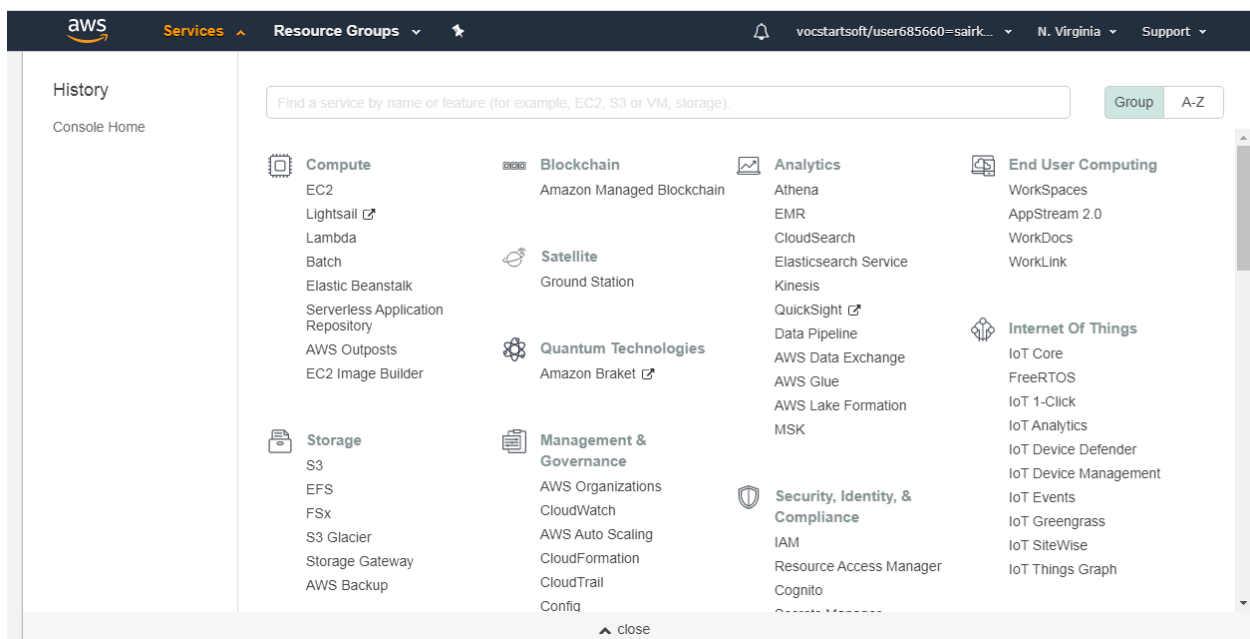 aws
Services
Resource Groups
vocstartsoft/user685660=sairk...
N. Virginia
Support
History
Console Home
Find a service by name or feature (for example, EC2, S3 or VM, storage).
Group
A-Z
Compute
EC2
Lightsail
Lambda
Batch
Elastic Beanstalk
Serverless Application
Repository
AWS Outposts
EC2 Image Builder
Storage
S3
EFS
FSx
S3 Glacier
Storage Gateway
AWS Backup
Blockchain
Amazon Managed Blockchain
Satellite
Ground Station
Quantum Technologies
Amazon Braket
Management &
Governance
AWS Organizations
CloudWatch
AWS Auto Scaling
CloudFormation
CloudTrail
Config
Analytics
Athena
EMR
CloudSearch
Elasticsearch Service
Kinesis
QuickSight
Data Pipeline
AWS Data Exchange
AWS Glue
AWS Lake Formation
MSK
Security, Identity, &
Compliance
IAM
Resource Access Manager
Cognito
Secrets Manager
End User Computing
WorkSpaces
AppStream 2.0
WorkDocs
WorkLink
Internet Of Things
IoT Core
FreeRTOS
IoT 1-Click
IoT Analytics
IoT Device Defender
IoT Device Management
IoT Events
IoT Greengrass
IoT SiteWise
IoT Things Graph
close